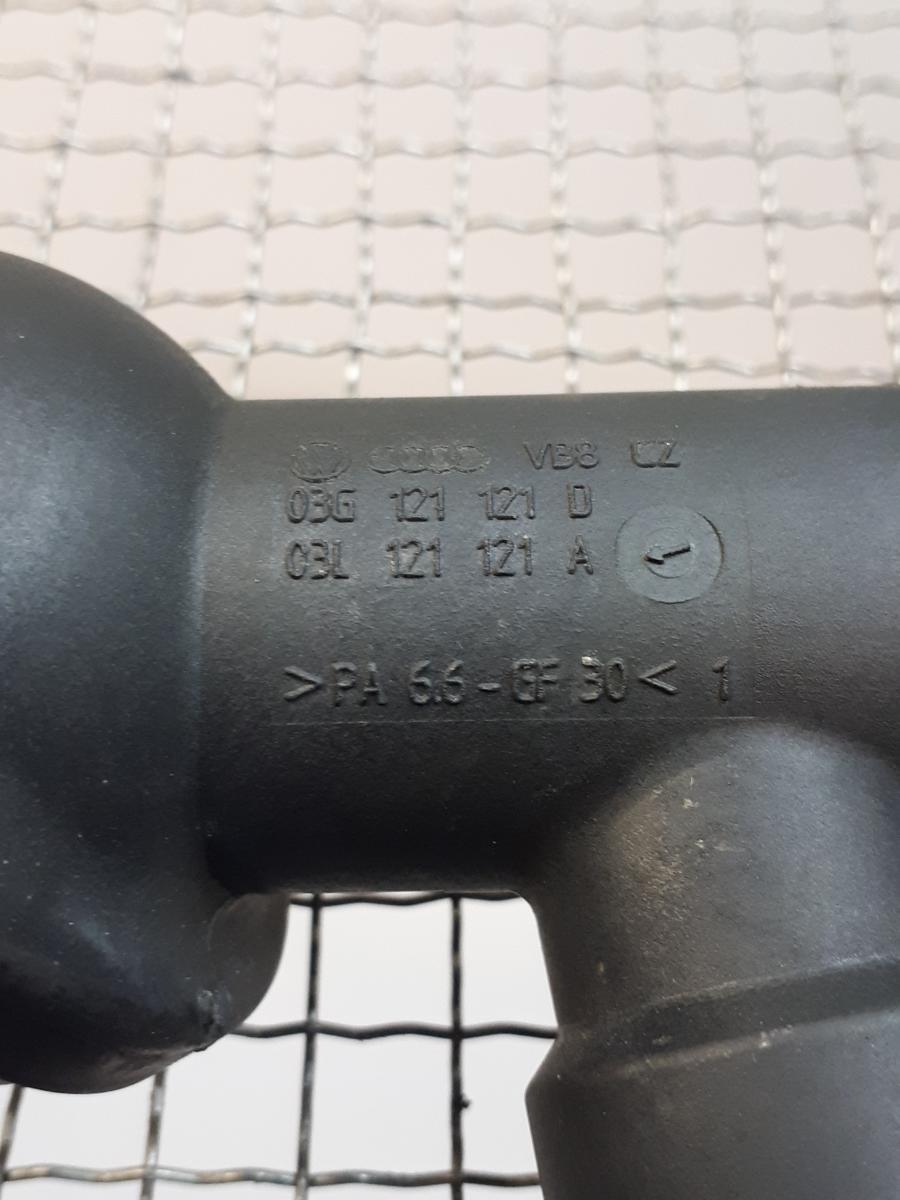 VB8 CZ
03G 121 121 D
03L 121 121 A
>PA 6.6-GF 30< 1